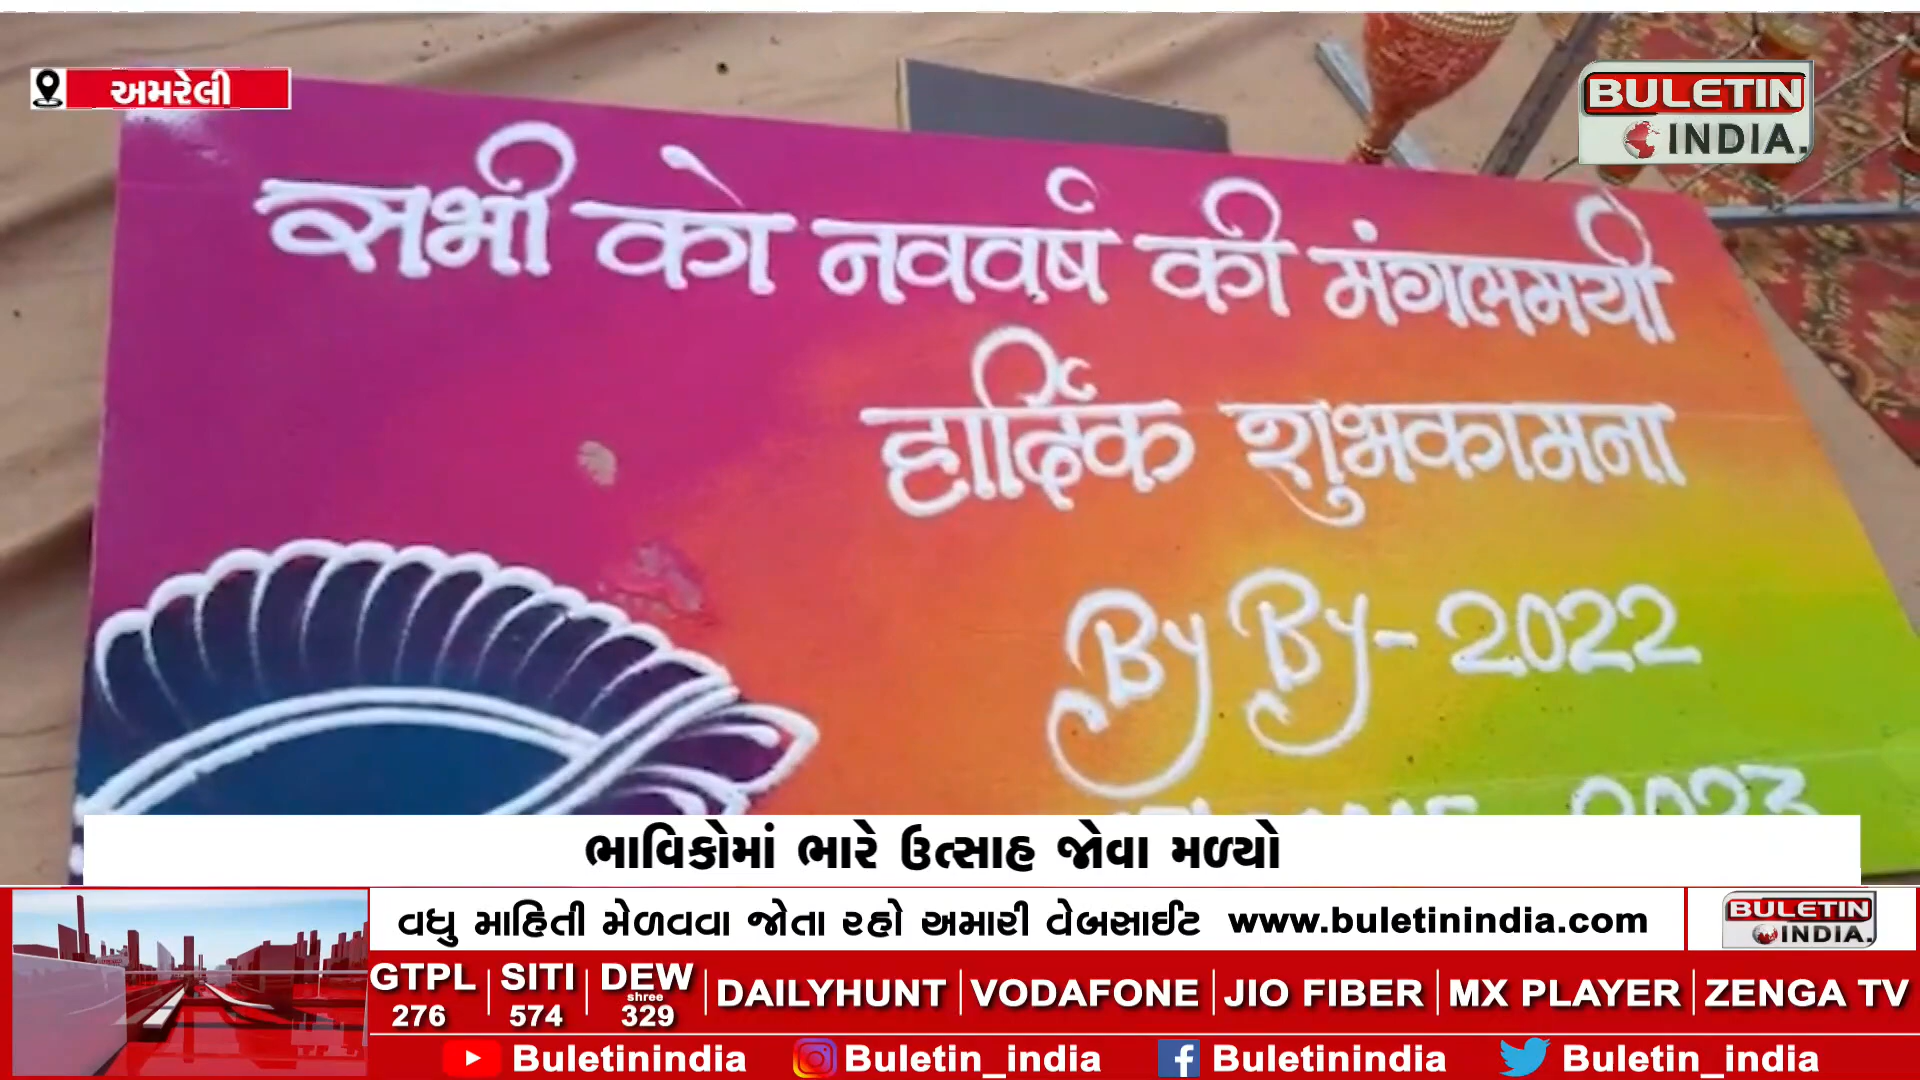 અમરેલી
BULETIN
INDIA.
सभी को नववर्ष की मंगलमयी
हार्दिक शुभकामना
By By-2022
2023
ભાવિકોમાં ભારે ઉત્સાહ જોવા મળ્યો
વધુ માહિતી મેળવવા જોતા રહો અમારી વેબસાઈટ www.buletinindia.com
BULETIN
INDIA.
GTPL 276 | SITI 574 | DEW shree 329 | DAILYHUNT | VODAFONE | JIO FIBER | MX PLAYER | ZENGA TV
Buletinindia Buletin_india Buletinindia Buletin_india